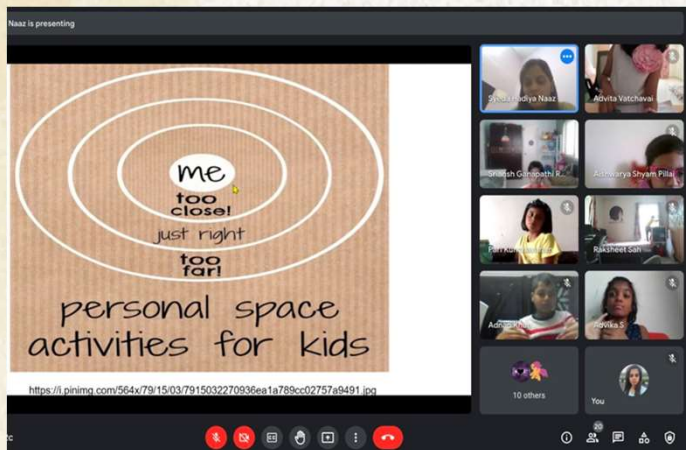 Naaz is presenting
me
too
close!
just right
too
far!
personal space
activities for kids
https://i.pinimg.com/564x/79/15/03/7915032270936ea1a789cc02757a9491.jpg
Hadiya Naaz
Advita Vatchavai
Ganapathi R...
Aishwarya Shyam Pillai
Raksheet Sah
Adnan
Advika S
10 others
You
20